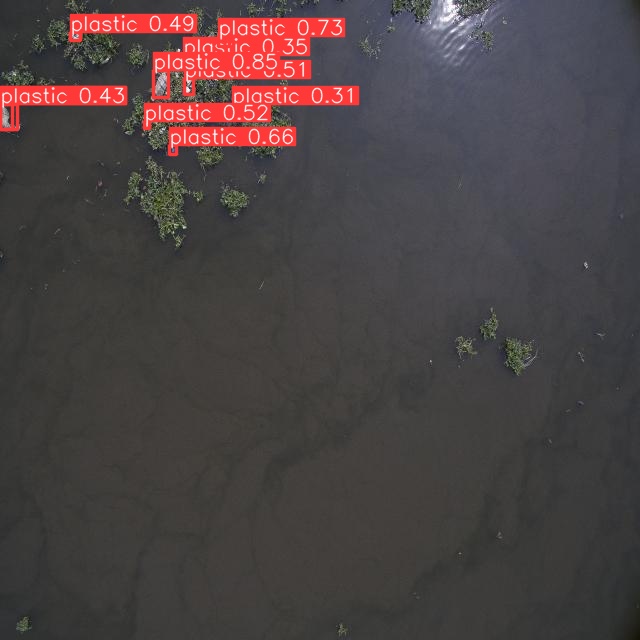 plastic 0.49
plastic 0.73
plastic 0.35
plastic 0.85
plastic 0.51
plastic 0.43
plastic 0.31
plastic 0.52
plastic 0.66